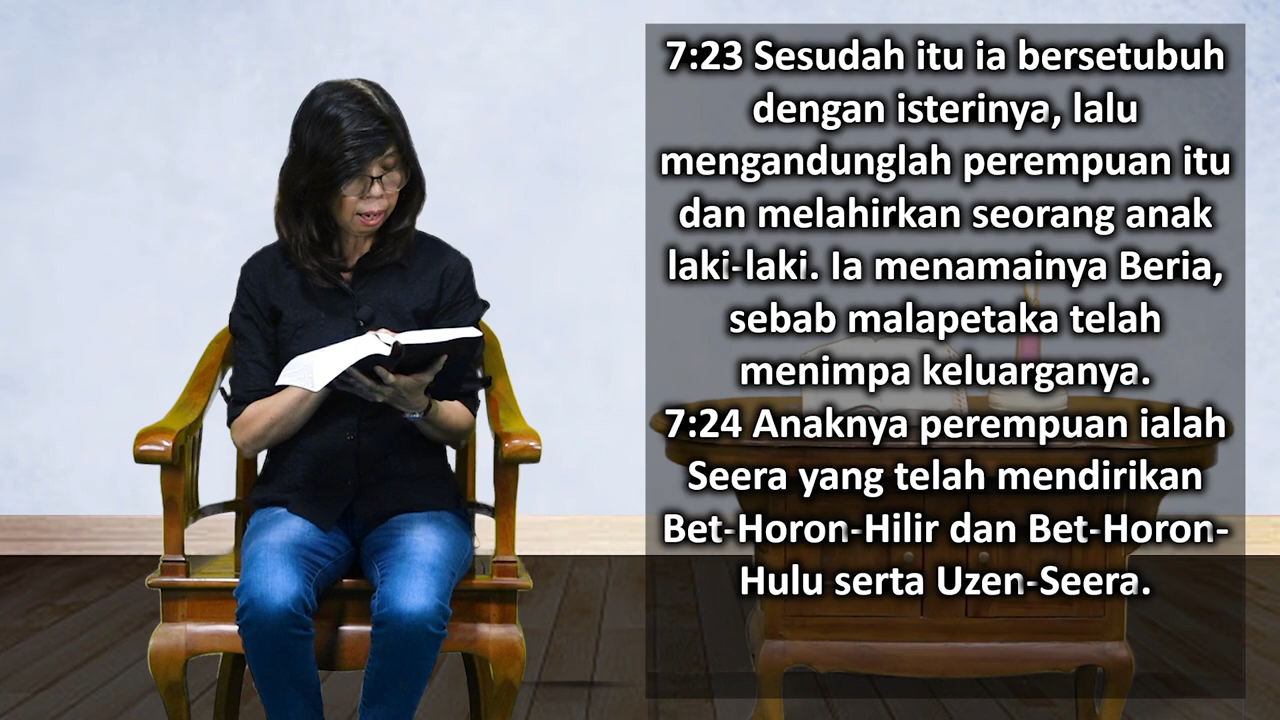 7:23 Sesudah itu ia bersetubuh
dengan isterinya, lalu
mengandunglah perempuan itu
dan melahirkan seorang anak
laki-laki. Ia menamainya Beria,
sebab malapetaka telah
menimpa keluarganya.
7:24 Anaknya perempuan ialah
Seera yang telah mendirikan
Bet-Horon-Hilir dan Bet-Horon-
Hulu serta Uzen-Seera.